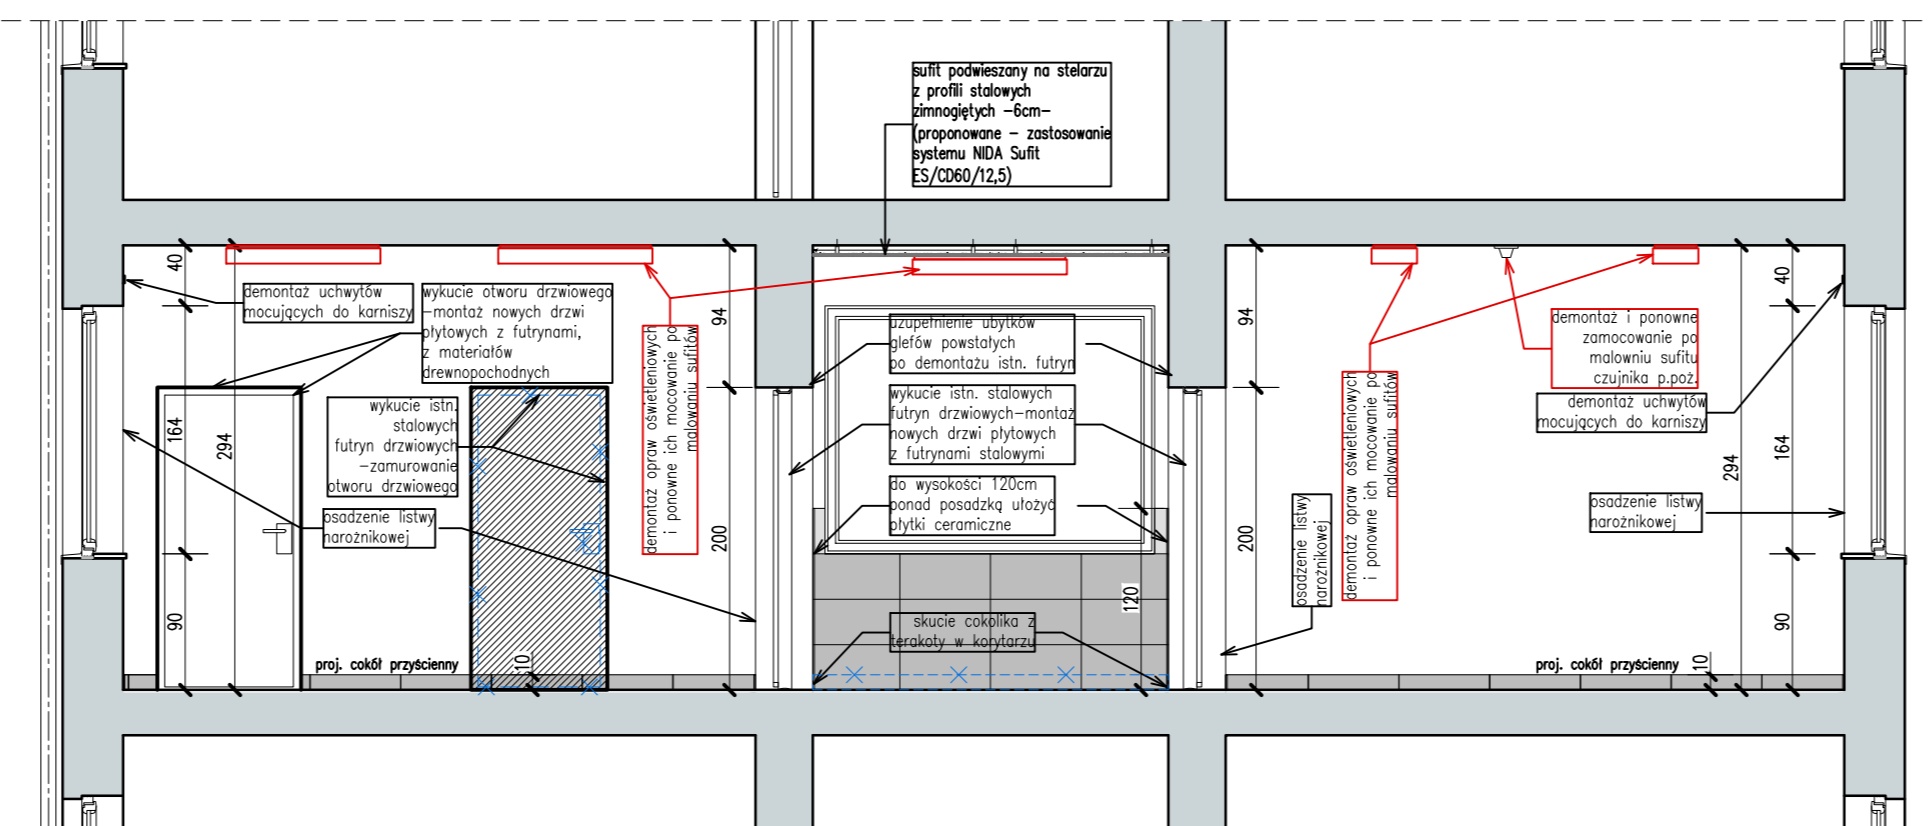 sufit podwieszany na stelarzu
z profili stalowych
zimnogiętych -6cm-
(proponowane - zastosowanie
systemu NIDA Sufit
ES/CD60/12,5)
40
demontaż uchwytów
mocujących do karniszy
wykucie otworu drzwiowego
-montaż nowych drzwi
płytowych z futrynami,
z materiałów
drewnopochodnych
wykucie istn.
stalowych
futryn drzwiowych
-zamurowanie
otworu drzwiowego
osadzenie listwy
narożnikowej
164
294
90
proj. cokół przyścienny
10
demontaż opraw oświetleniowych
i ponowne ich mocowanie po
malowaniu sufitów
94
200
uzupełnienie ubytków
glefów powstałych
po demontażu istn. futryn
wykucie istn. stalowych
futryn drzwiowych-montaż
nowych drzwi płytowych
z futrynami stalowymi
do wysokości 120cm
ponad posadzką ułożyć
płytki ceramiczne
120
skucie cokolika z
terakoty w korytarzu
94
200
osadzenie listwy
narożnikowej
demontaż opraw oświetleniowych
i ponowne ich mocowanie po
malowaniu sufitów
demontaż i ponowne
zamocowanie po
malowniu sufitu
czujnika p.poż.
demontaż uchwytów
mocujących do karniszy
osadzenie listwy
narożnikowej
40
294
164
90
proj. cokół przyścienny
10